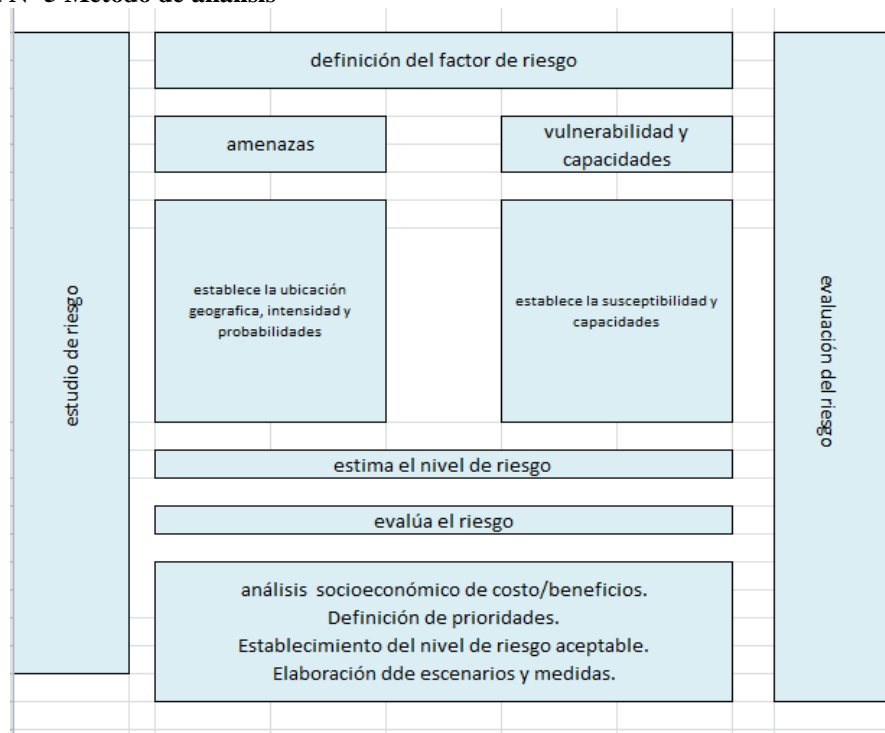 N° 3 Método de análisis
definición del factor de riesgo
amenazas
vulnerabilidad y
capacidades
estudio de riesgo
establece la ubicación
geografica, intensidad y
probabilidades
establece la susceptibilidad y
capacidades
evaluación del riesgo
estima el nivel de riesgo
evalúa el riesgo
análisis socioeconómico de costo/beneficios.
Definición de prioridades.
Establecimiento del nivel de riesgo aceptable.
Elaboración dde escenarios y medidas.